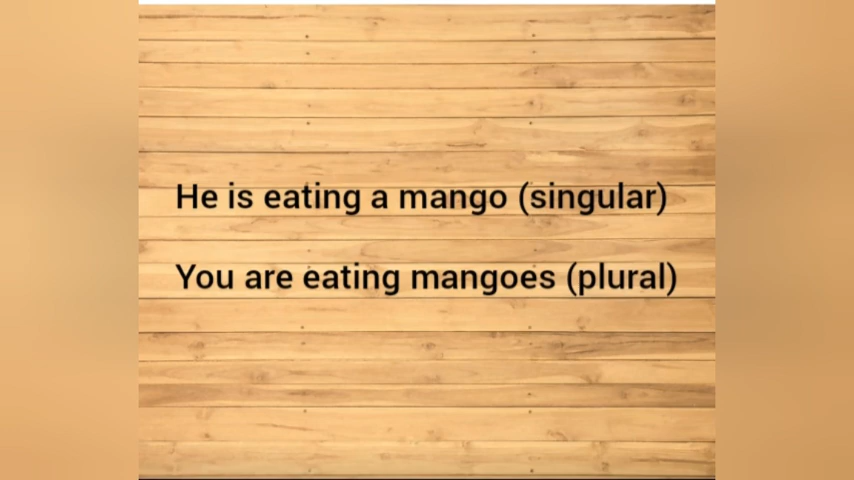 He is eating a mango (singular)
You are eating mangoes (plural)